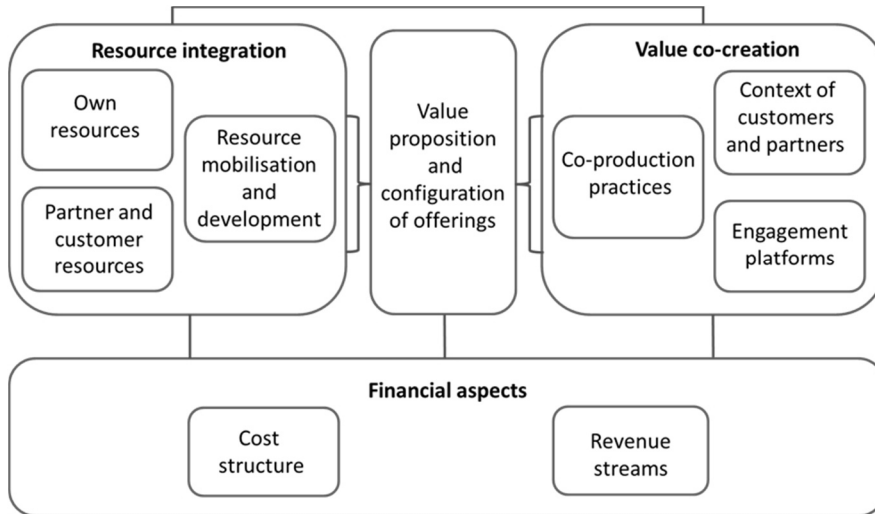 Resource integration
Own
resources
Partner and
customer
resources
Resource
mobilisation
and
development
Value
proposition
and
configuration
of offerings
Value co-creation
Co-production
practices
Context of
customers
and partners
Engagement
platforms
Financial aspects
Cost
structure
Revenue
streams